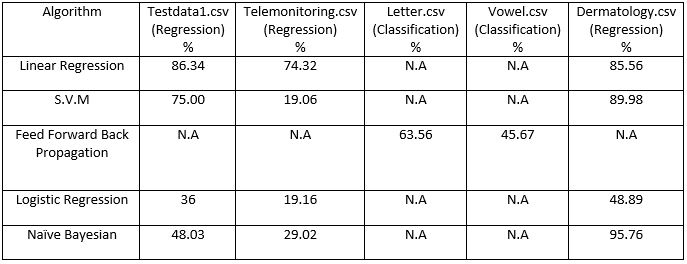 Algorithm Testdata1.csv Telemonitoring.csv Letter.csv Vowel.csv Dermatology.csv
(Regression) (Regression) (Classification) (Classification) (Regression)
% % % % %
Linear Regression 86.34 74.32 N.A N.A 85.56
S.V.M 75.00 19.06 N.A N.A 89.98
Feed Forward Back N.A N.A 63.56 45.67 N.A
Propagation
Logistic Regression 36 19.16 N.A N.A 48.89
Naïve Bayesian 48.03 29.02 N.A N.A 95.76